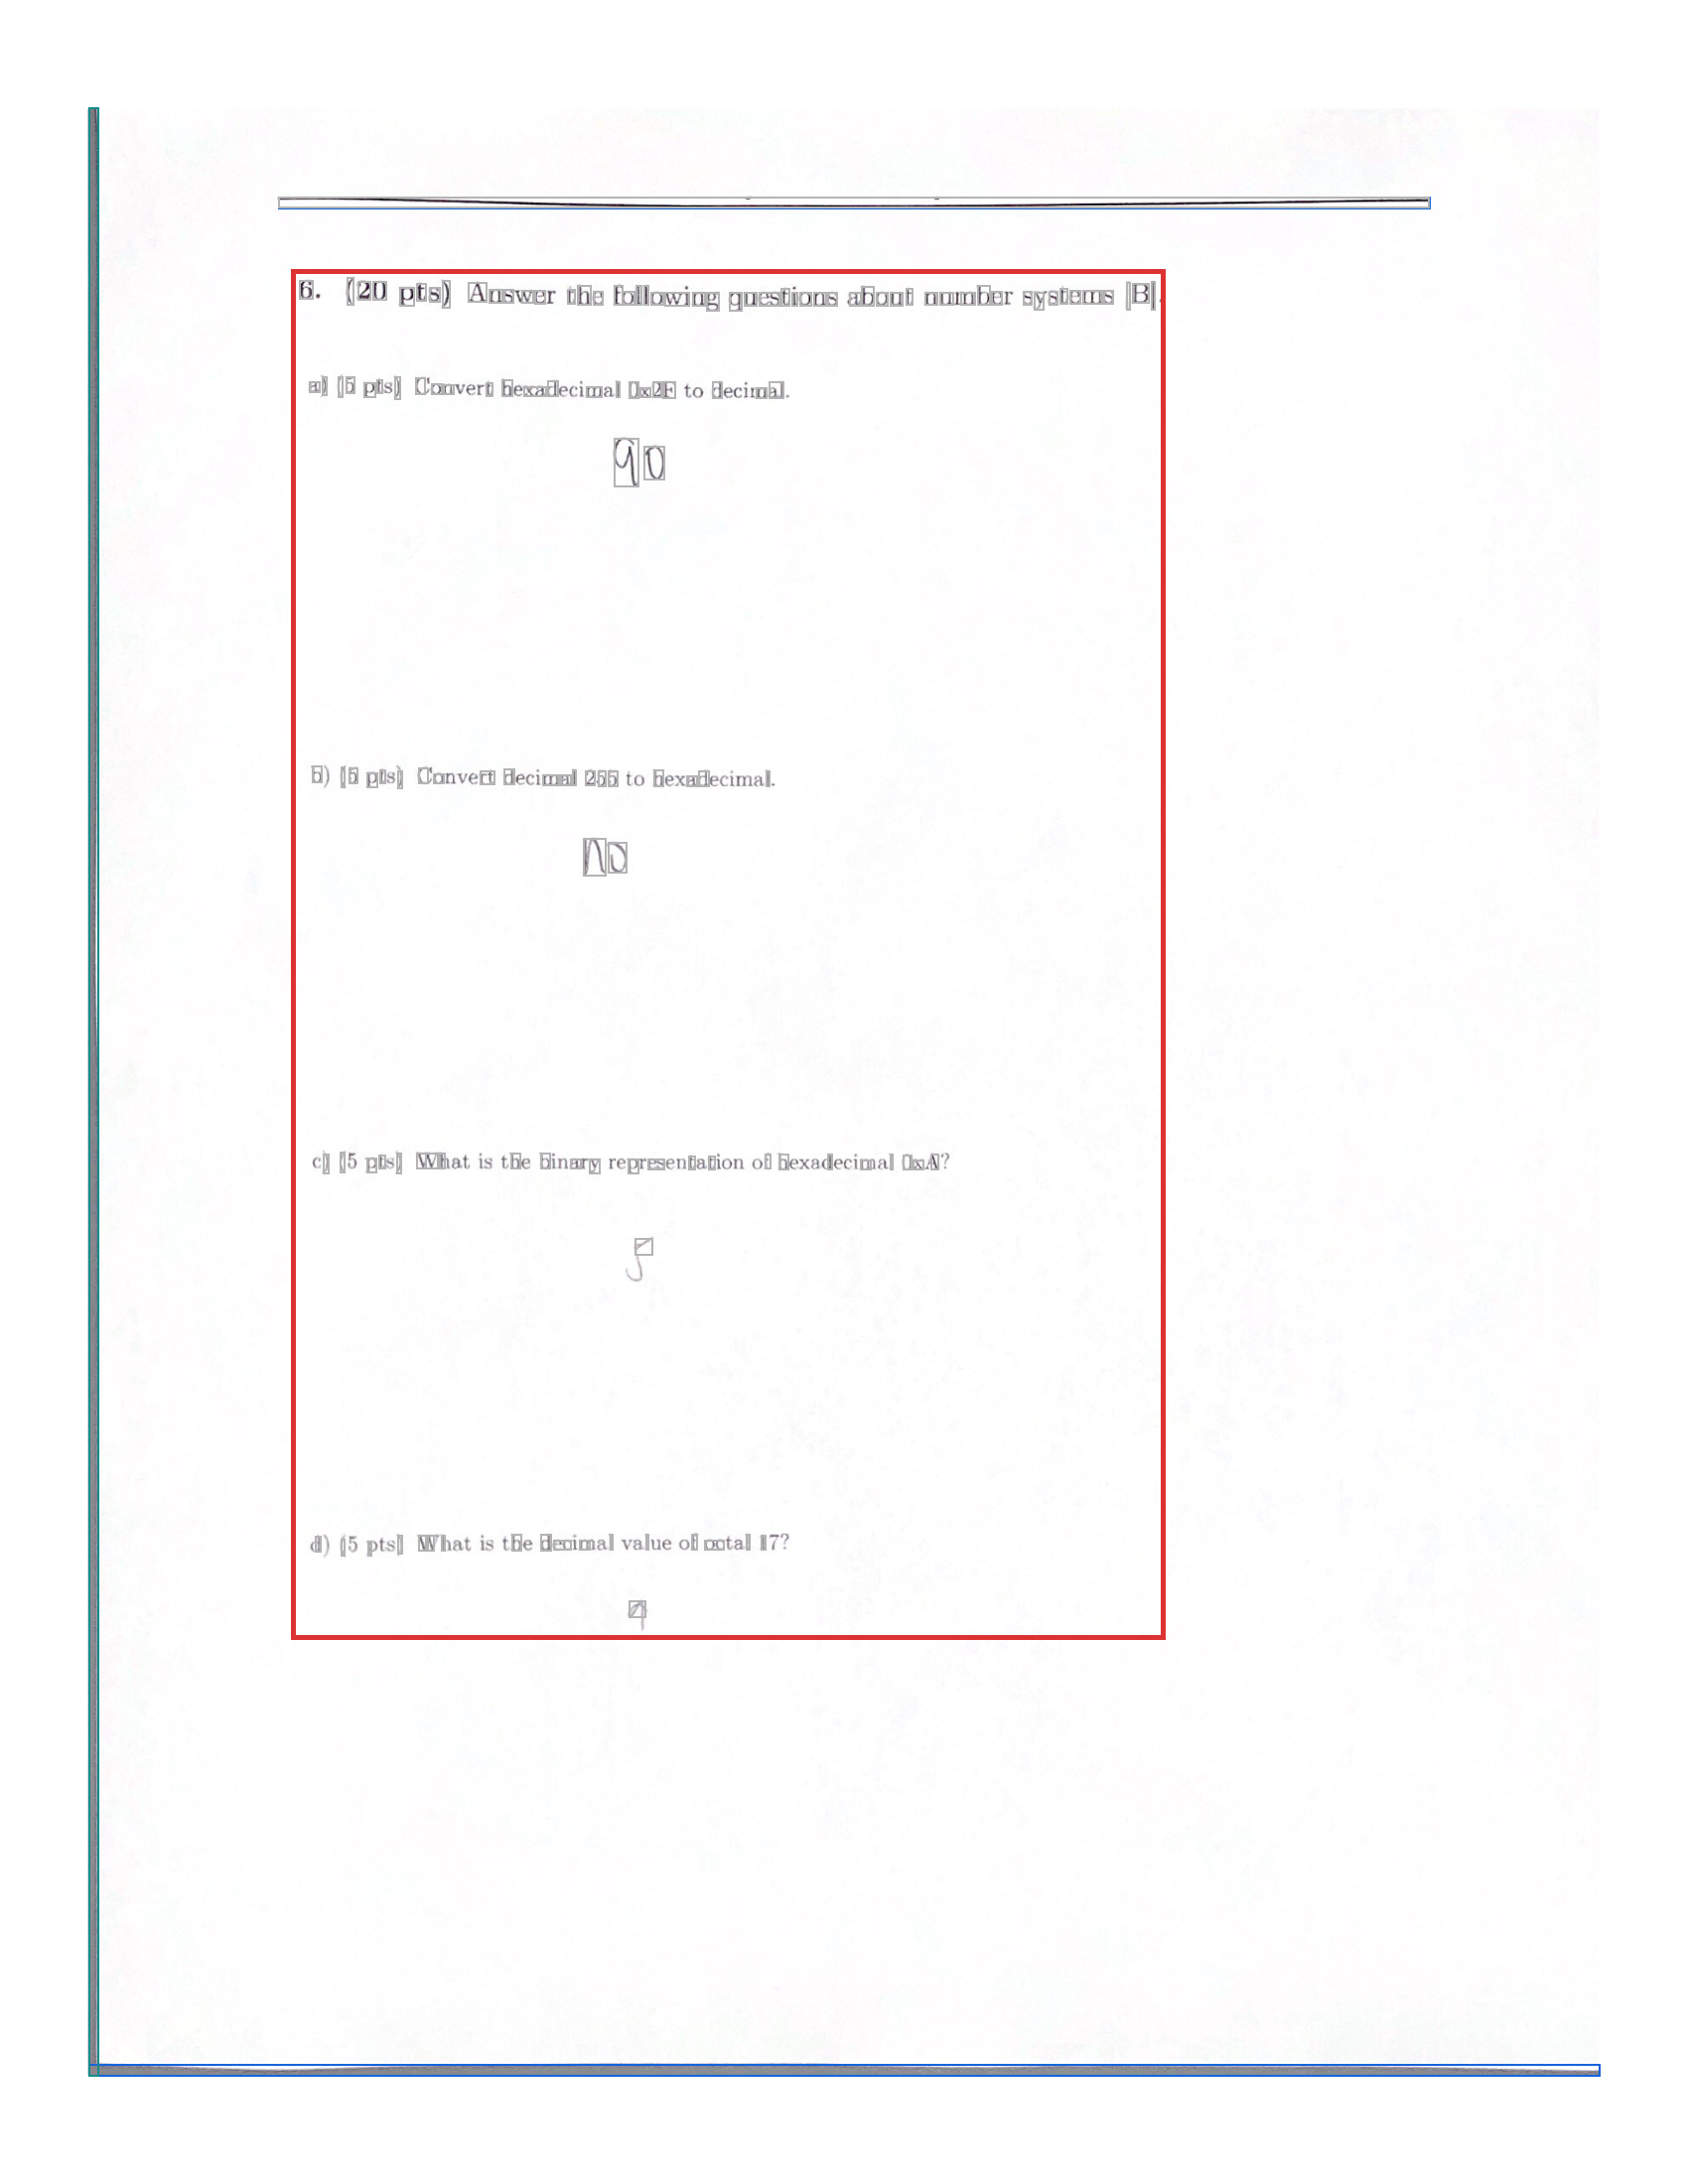 6. (20 pts) Answer the following questions about number systems [B].
a) (5 pts) Convert hexadecimal 0x2F to decimal.
90
b) (5 pts) Convert decimal 255 to hexadecimal.
c) (5 pts) What is the binary representation of hexadecimal 0xA?
5
d) (5 pts) What is the decimal value of octal 17?
9